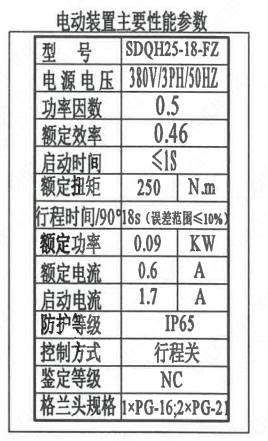 电动装置主要性能参数
型 号 SDQH25-18-FZ
电源电压 380V/3PH/50HZ
功率因数 0.5
额定效率 0.46
启动时间 ≤1S
额定扭矩 250 N.m
行程时间/90° 18s (误差范围≤10%)
额定功率 0.09 KW
额定电流 0.6 A
启动电流 1.7 A
防护等级 IP65
控制方式 行程关
鉴定等级 NC
格兰头规格 1×PG-16;2×PG-21